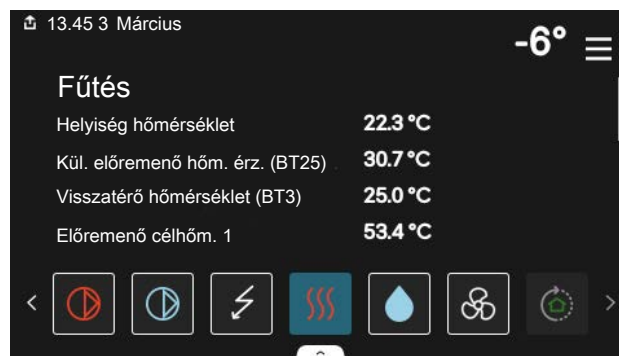 13.45 3 Március
-6°
Fűtés
Helyiség hőmérséklet 22.3 °C
Kül. előremenő hőm. érz. (BT25) 30.7 °C
Visszatérő hőmérséklet (BT3) 25.0 °C
Előremenő célhőm. 1 53.4 °C